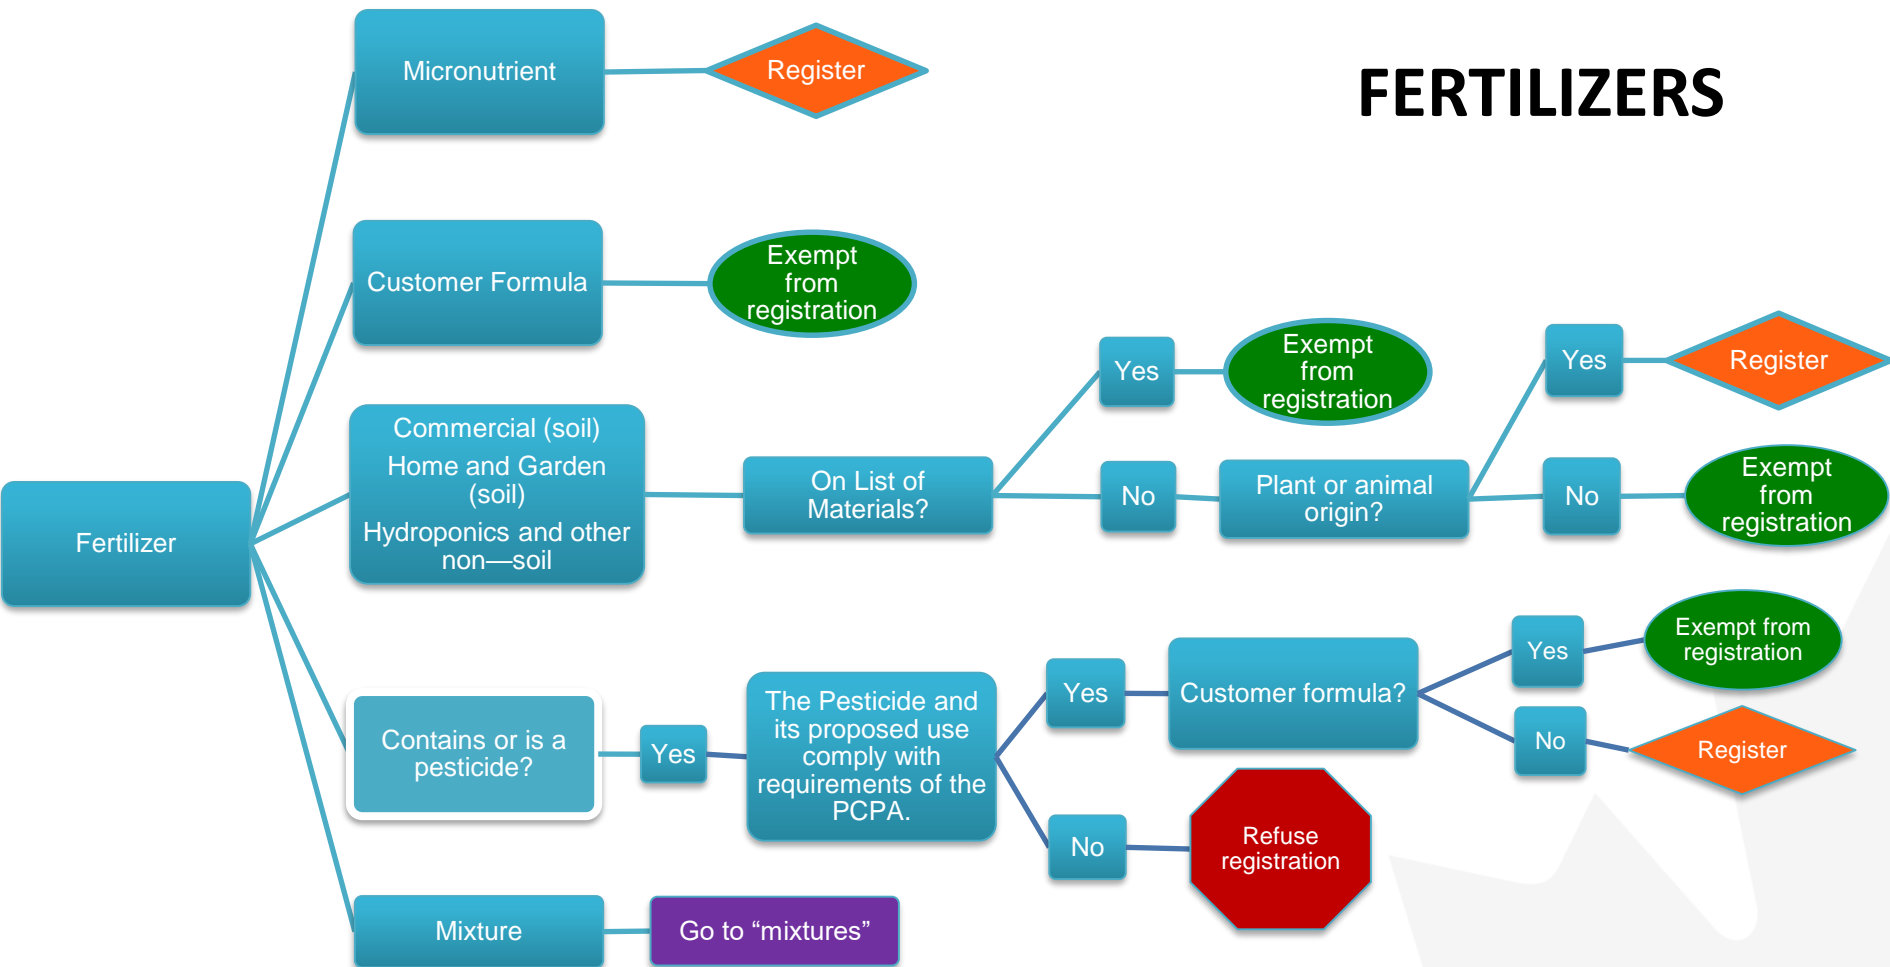 FERTILIZERS
Micronutrient
Register
Customer Formula
Exempt
from
registration
Fertilizer
Commercial (soil)
Home and Garden
(soil)
Hydroponics and other
non—soil
On List of
Materials?
Yes
Exempt
from
registration
No
Plant or animal
origin?
Yes
Register
No
Exempt
from
registration
Contains or is a
pesticide?
Yes
The Pesticide and
its proposed use
comply with
requirements of the
PCPA.
Yes
Customer formula?
Yes
Exempt from
registration
No
Register
No
Refuse
registration
Mixture
Go to “mixtures”